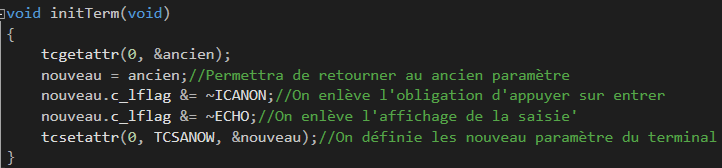 void initTerm(void)
{
tcgetattr(0, &ancien);
nouveau = ancien;//Permettra de retourner au ancien paramètre
nouveau.c_lflag &= ~ICANON;//On enlève l'obligation d'appuyer sur entrer
nouveau.c_lflag &= ~ECHO;//On enlève l'affichage de la saisie'
tcsetattr(0, TCSANOW, &nouveau);//On définie les nouveau paramètre du terminal
}